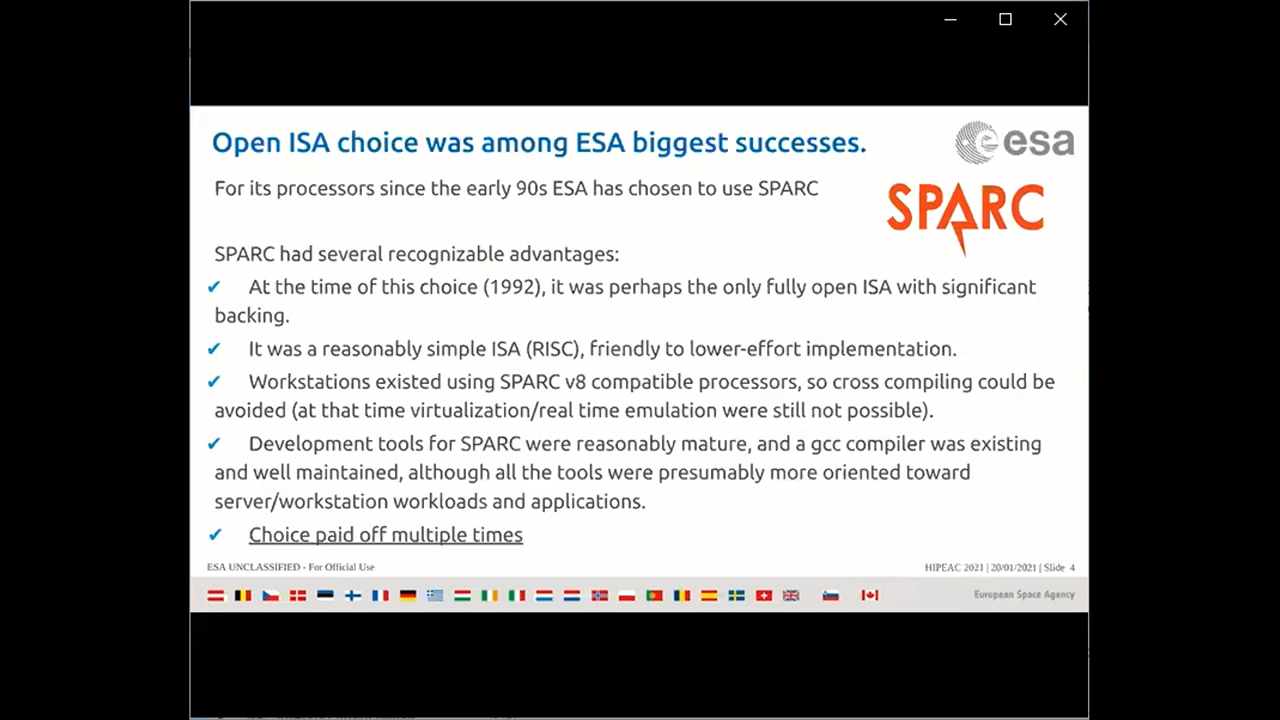 Open ISA choice was among ESA biggest successes.
esa
For its processors since the early 90s ESA has chosen to use SPARC
SPARC
SPARC had several recognizable advantages:
✔ At the time of this choice (1992), it was perhaps the only fully open ISA with significant
backing.
✔ It was a reasonably simple ISA (RISC), friendly to lower-effort implementation.
✔ Workstations existed using SPARC v8 compatible processors, so cross compiling could be
avoided (at that time virtualization/real time emulation were still not possible).
✔ Development tools for SPARC were reasonably mature, and a gcc compiler was existing
and well maintained, although all the tools were presumably more oriented toward
server/workstation workloads and applications.
✔ Choice paid off multiple times
ESA UNCLASSIFIED - For Official Use
HIPEAC 2021 | 20/01/2021 | Slide 4
European Space Agency